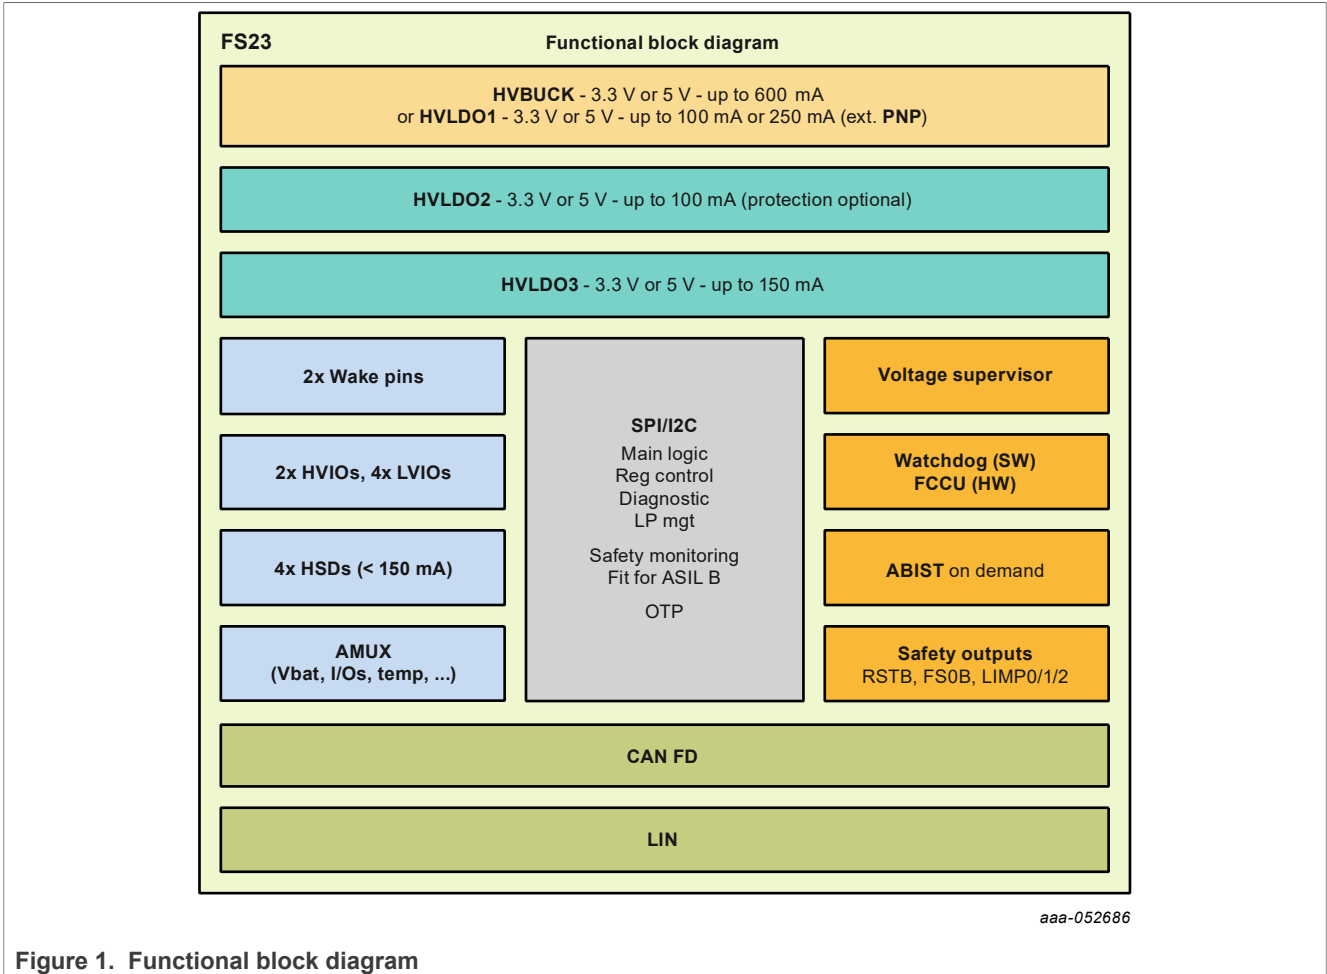 FS23
Functional block diagram
HVBUCK - 3.3 V or 5 V - up to 600 mA
or HVLDO1 - 3.3 V or 5 V - up to 100 mA or 250 mA (ext. PNP)
HVLDO2 - 3.3 V or 5 V - up to 100 mA (protection optional)
HVLDO3 - 3.3 V or 5 V - up to 150 mA
2x Wake pins
2x HVIOs, 4x LVIOs
4x HSDs (< 150 mA)
AMUX
(Vbat, I/Os, temp, ...)
SPI/I2C
Main logic
Reg control
Diagnostic
LP mgt
Safety monitoring
Fit for ASIL B
OTP
Voltage supervisor
Watchdog (SW)
FCCU (HW)
ABIST on demand
Safety outputs
RSTB, FS0B, LIMP0/1/2
CAN FD
LIN
aaa-052686
Figure 1. Functional block diagram